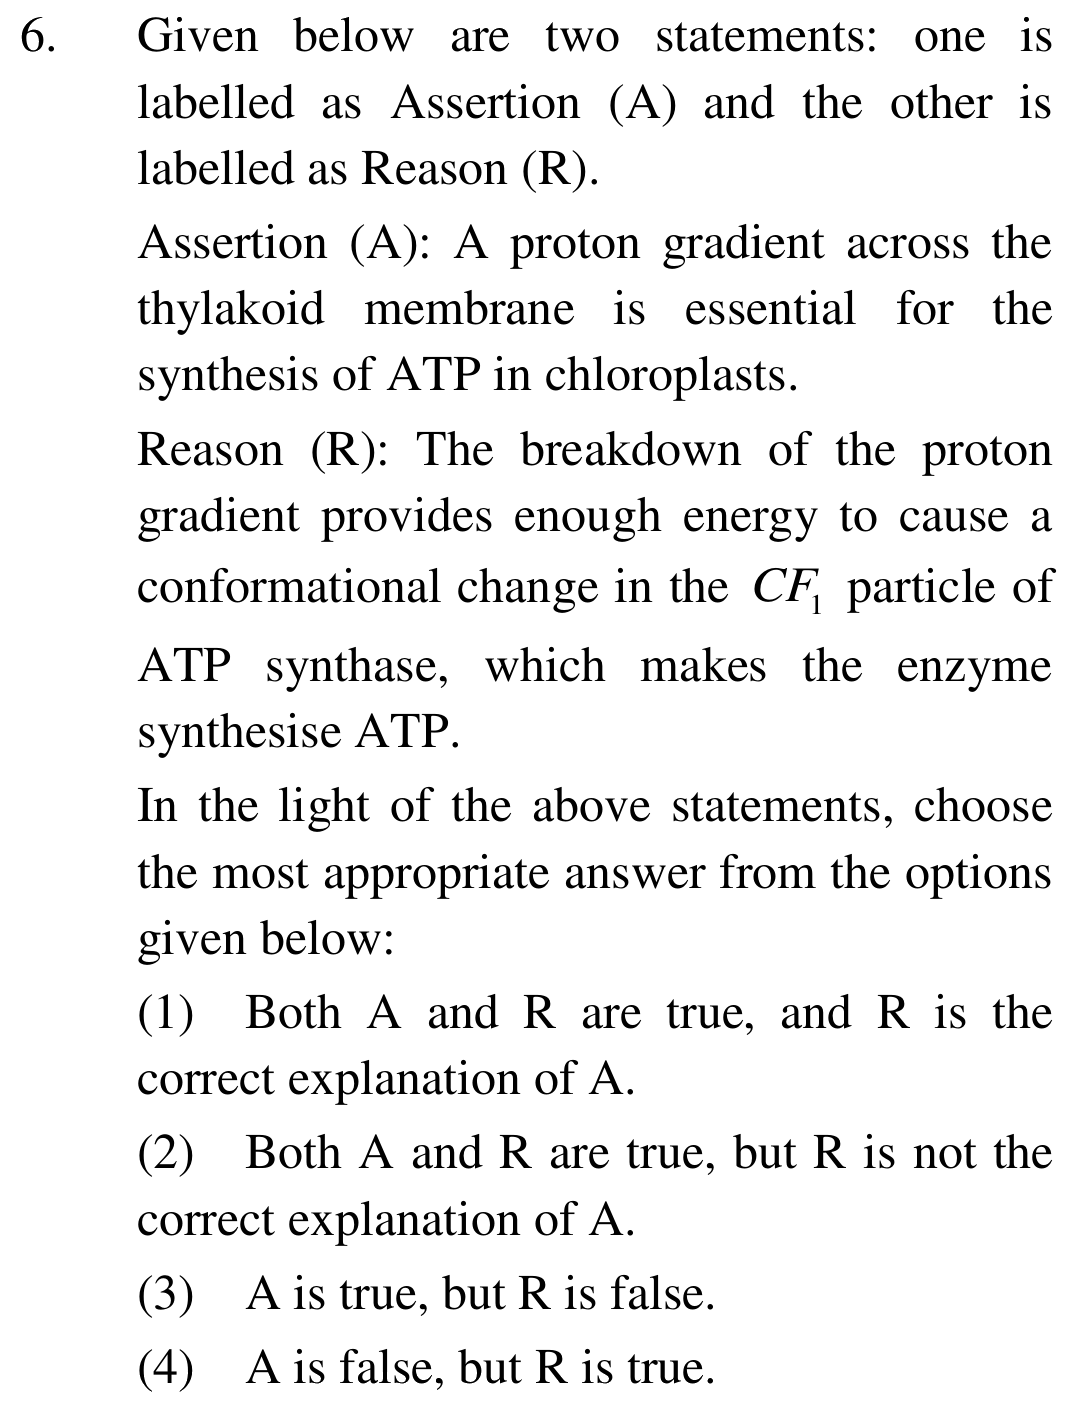 6. Given below are two statements: one is
labelled as Assertion (A) and the other is
labelled as Reason (R).
Assertion (A): A proton gradient across the
thylakoid membrane is essential for the
synthesis of ATP in chloroplasts.
Reason (R): The breakdown of the proton
gradient provides enough energy to cause a
conformational change in the CF₁ particle of
ATP synthase, which makes the enzyme
synthesise ATP.
In the light of the above statements, choose
the most appropriate answer from the options
given below:
(1) Both A and R are true, and R is the
correct explanation of A.
(2) Both A and R are true, but R is not the
correct explanation of A.
(3) A is true, but R is false.
(4) A is false, but R is true.